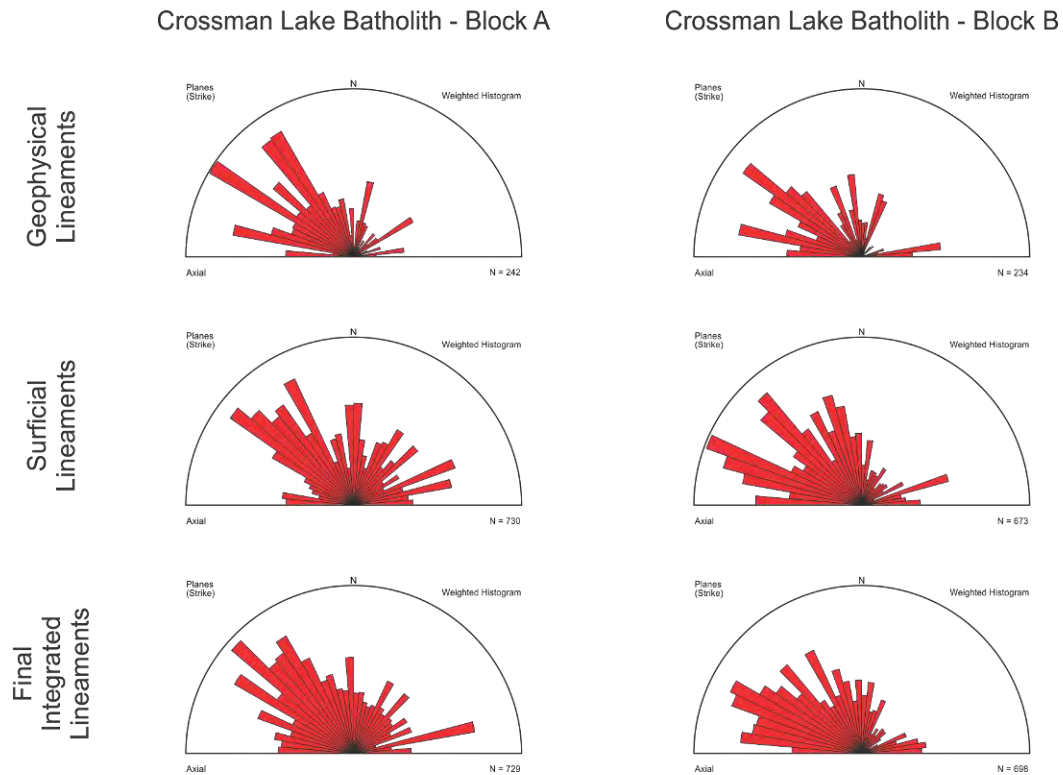 Crossman Lake Batholith - Block A
Crossman Lake Batholith - Block B
Geophysical
Lineaments
Planes
(Strike)
N
Weighted Histogram
Axial
N = 242
Planes
(Strike)
N
Weighted Histogram
Axial
N = 234
Surficial
Lineaments
Planes
(Strike)
N
Weighted Histogram
Axial
N = 730
Planes
(Strike)
N
Weighted Histogram
Axial
N = 673
Final
Integrated
Lineaments
Planes
(Strike)
N
Weighted Histogram
Axial
N = 729
Planes
(Strike)
N
Weighted Histogram
Axial
N = 698